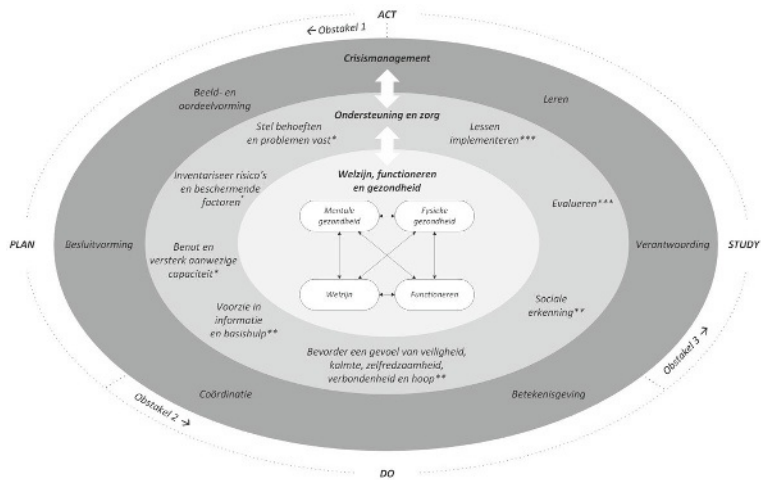 ACT
← Obstakel 1
Crisismanagement
Beeld- en
oordeelvorming
Leren
Ondersteuning en zorg
Stel behoeften
en problemen vast*
Lessen
implementeren***
Welzijn, functioneren
en gezondheid
Inventariseer risico's
en beschermende
factoren*
Mentale
gezondheid
Fysieke
gezondheid
Evalueren***
PLAN
Besluitvorming
Benut en
versterk aanwezige
capaciteit*
Verantwoording
STUDY
Welzijn
Functioneren
Voorzie in
informatie
en basishulp**
Sociale
erkenning**
Bevorder een gevoel van veiligheid,
kalmte, zelfredzaamheid,
verbondenheid en hoop**
Obstakel 3 →
Obstakel 2 →
Coördinatie
Betekenisgeving
DO